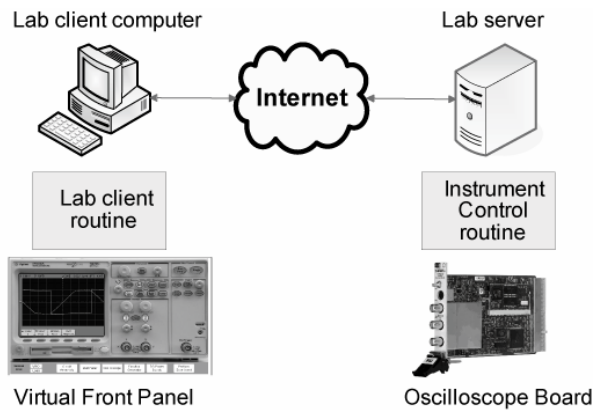 Lab client computer
Lab server
Internet
Lab client
routine
Instrument
Control
routine
Virtual Front Panel
Oscilloscope Board